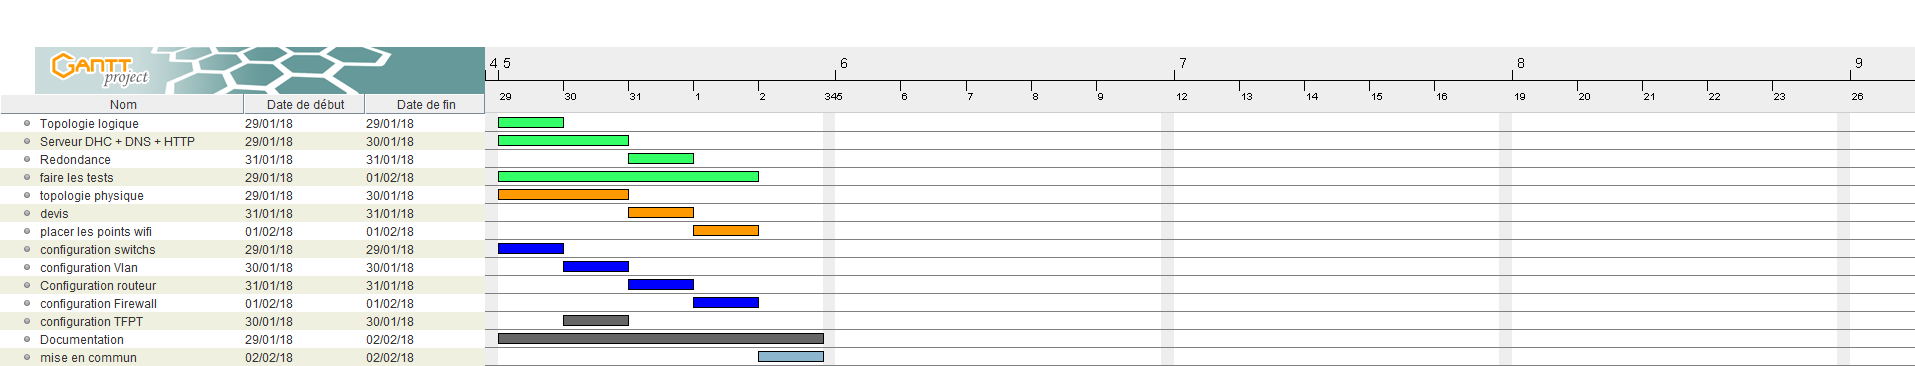 GANTT
project
4 5 6 7 8 9
Nom Date de début Date de fin 29 30 31 1 2 345 6 7 8 9 12 13 14 15 16 19 20 21 22 23 26
Topologie logique 29/01/18 29/01/18
Serveur DHC + DNS + HTTP 29/01/18 30/01/18
Redondance 31/01/18 31/01/18
faire les tests 29/01/18 01/02/18
topologie physique 29/01/18 30/01/18
devis 31/01/18 31/01/18
placer les points wifi 01/02/18 01/02/18
configuration switchs 29/01/18 29/01/18
configuration Vlan 30/01/18 30/01/18
Configuration routeur 31/01/18 31/01/18
configuration Firewall 01/02/18 01/02/18
configuration TFPT 30/01/18 30/01/18
Documentation 29/01/18 02/02/18
mise en commun 02/02/18 02/02/18